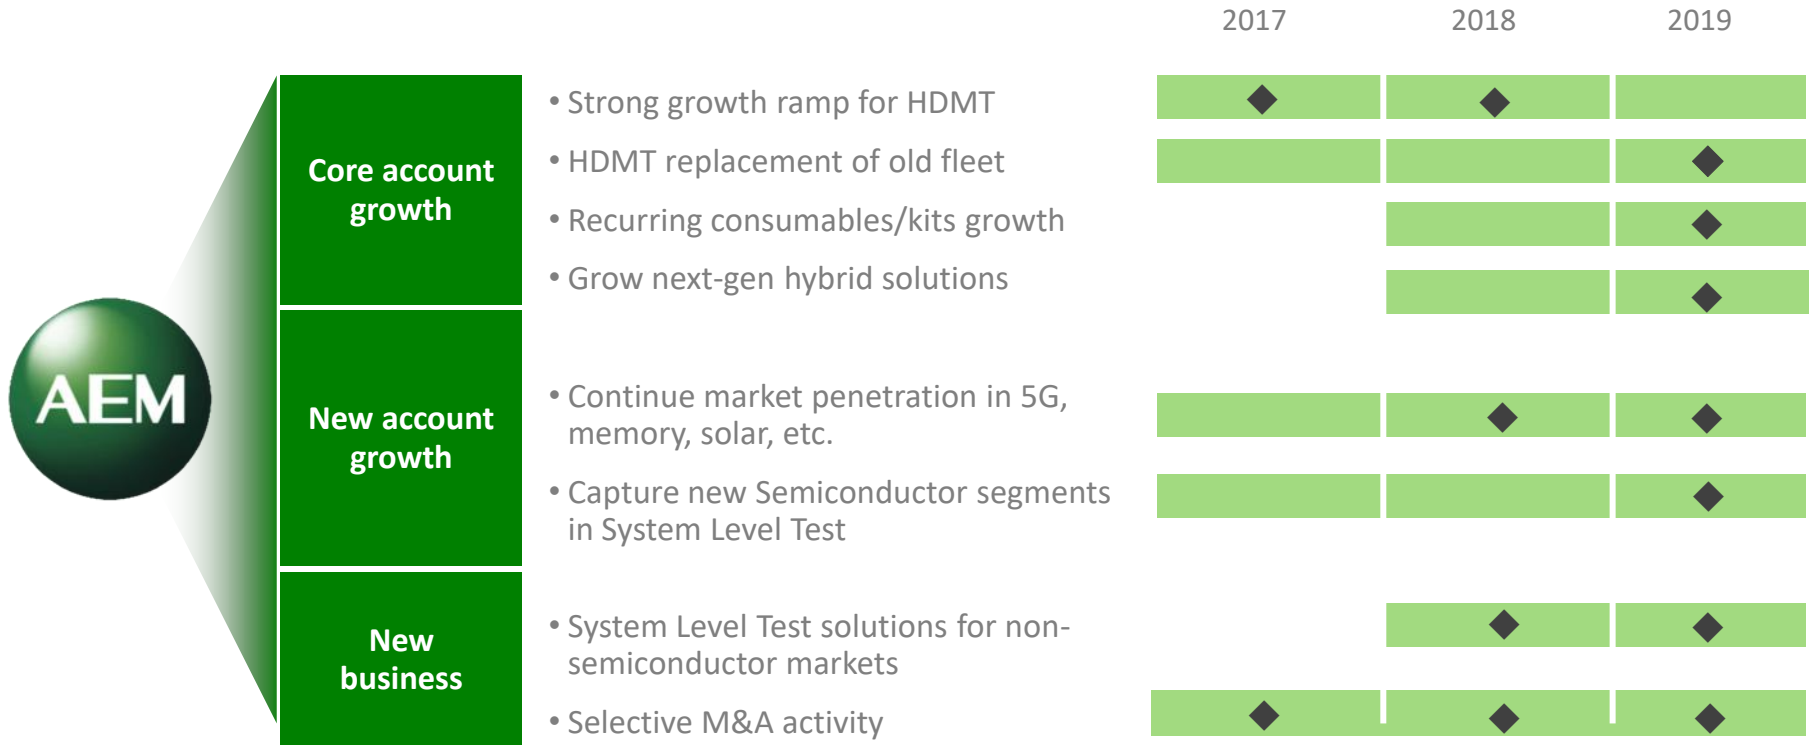 2017 2018 2019
Core account
growth
• Strong growth ramp for HDMT
• HDMT replacement of old fleet
• Recurring consumables/kits growth
• Grow next-gen hybrid solutions
AEM
New account
growth
• Continue market penetration in 5G,
memory, solar, etc.
• Capture new Semiconductor segments
in System Level Test
New
business
• System Level Test solutions for non-
semiconductor markets
• Selective M&A activity